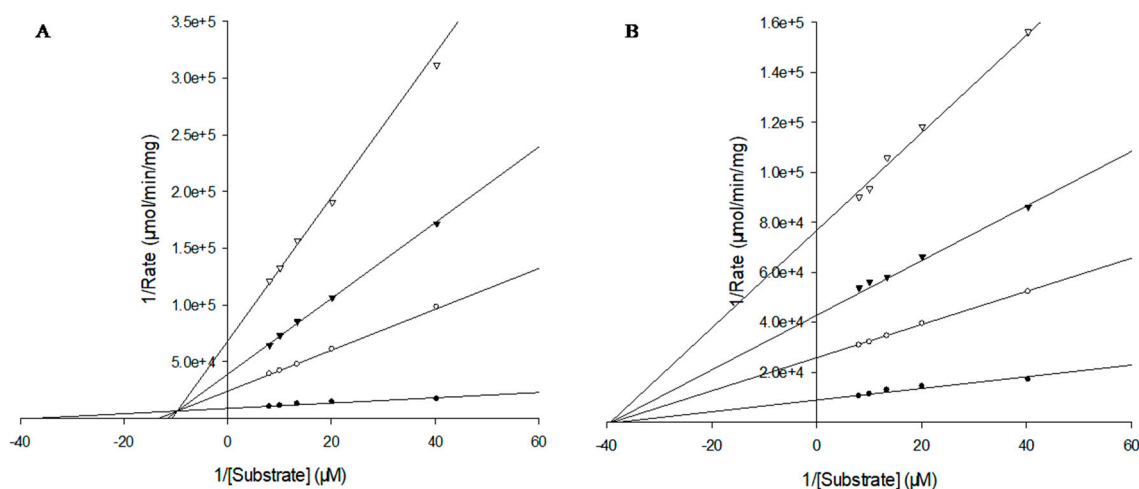 A
3.5e+5
3.0e+5
2.5e+5
2.0e+5
1.5e+5
1.0e+5
5.0e+4
1/Rate (µmol/min/mg)
-40 -20 0 20 40 60
1/[Substrate] (µM)
B
1.6e+5
1.4e+5
1.2e+5
1.0e+5
8.0e+4
6.0e+4
4.0e+4
2.0e+4
1/Rate (µmol/min/mg)
-40 -20 0 20 40 60
1/[Substrate] (µM)